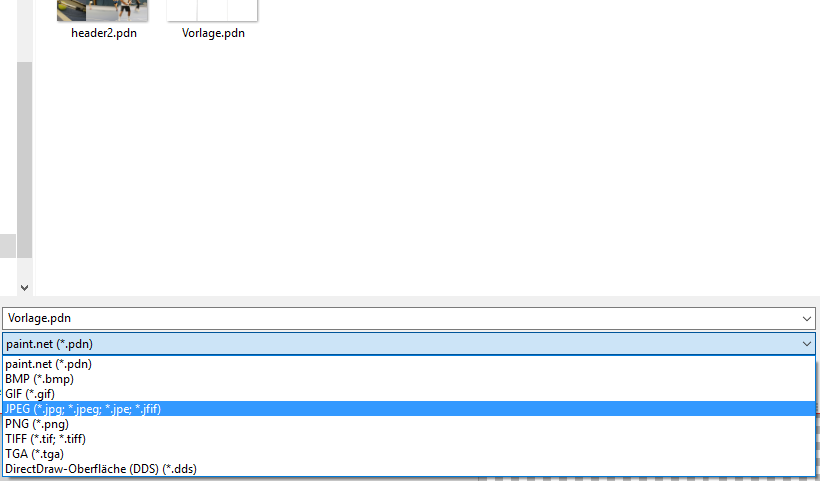 header2.pdn Vorlage.pdn
Vorlage.pdn
paint.net (*.pdn)
paint.net (*.pdn)
BMP (*.bmp)
GIF (*.gif)
JPEG (*.jpg; *.jpeg; *.jpe; *.jfif)
PNG (*.png)
TIFF (*.tif; *.tiff)
TGA (*.tga)
DirectDraw-Oberfläche (DDS) (*.dds)